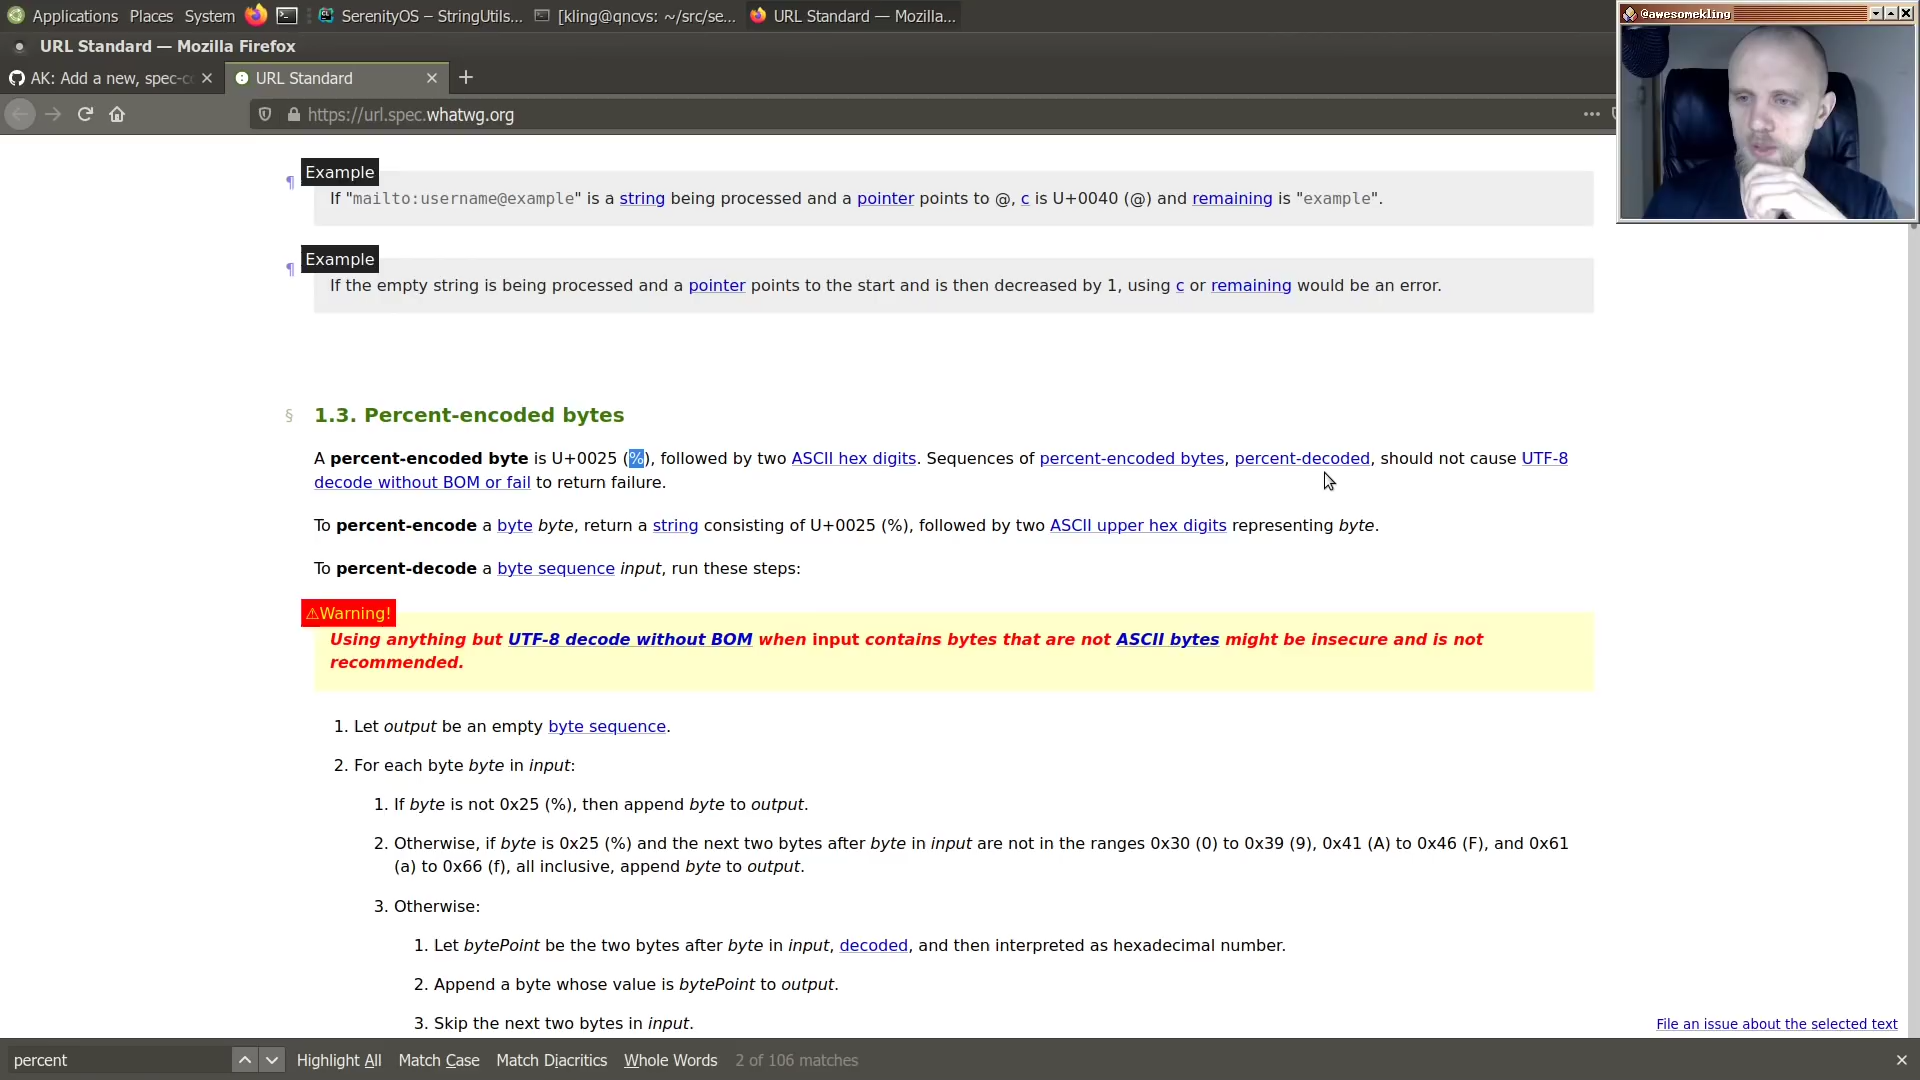 Applications Places System SerenityOS – StringUtils... [kling@qncvs: ~/src/se... URL Standard — Mozilla...
@awesomekling
URL Standard — Mozilla Firefox
AK: Add a new, spec-c URL Standard
https://url.spec.whatwg.org
Example
¶
If "mailto:username@example" is a string being processed and a pointer points to @, c is U+0040 (@) and remaining is "example".
Example
¶
If the empty string is being processed and a pointer points to the start and is then decreased by 1, using c or remaining would be an error.
§ 1.3. Percent-encoded bytes
A percent-encoded byte is U+0025 (%), followed by two ASCII hex digits. Sequences of percent-encoded bytes, percent-decoded, should not cause UTF-8
decode without BOM or fail to return failure.
To percent-encode a byte byte, return a string consisting of U+0025 (%), followed by two ASCII upper hex digits representing byte.
To percent-decode a byte sequence input, run these steps:
⚠Warning!
Using anything but UTF-8 decode without BOM when input contains bytes that are not ASCII bytes might be insecure and is not
recommended.
1. Let output be an empty byte sequence.
2. For each byte byte in input:
1. If byte is not 0x25 (%), then append byte to output.
2. Otherwise, if byte is 0x25 (%) and the next two bytes after byte in input are not in the ranges 0x30 (0) to 0x39 (9), 0x41 (A) to 0x46 (F), and 0x61
(a) to 0x66 (f), all inclusive, append byte to output.
3. Otherwise:
1. Let bytePoint be the two bytes after byte in input, decoded, and then interpreted as hexadecimal number.
2. Append a byte whose value is bytePoint to output.
3. Skip the next two bytes in input.
File an issue about the selected text
percent Highlight All Match Case Match Diacritics Whole Words 2 of 106 matches